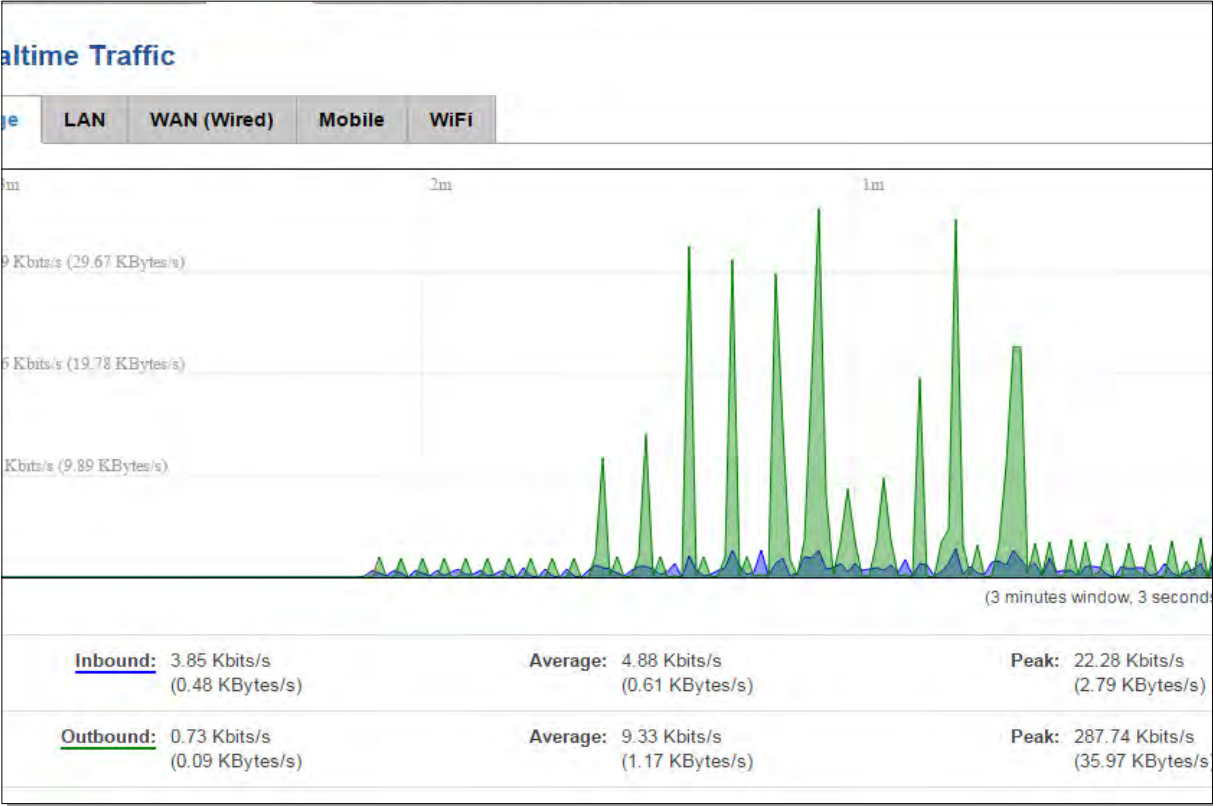 altime Traffic
ge LAN WAN (Wired) Mobile WiFi
3m 2m 1m
9 Kbits/s (29.67 KBytes/s)
6 Kbits/s (19.78 KBytes/s)
Kbits/s (9.89 KBytes/s)
(3 minutes window, 3 seconds
Inbound: 3.85 Kbits/s Average: 4.88 Kbits/s Peak: 22.28 Kbits/s
(0.48 KBytes/s) (0.61 KBytes/s) (2.79 KBytes/s)
Outbound: 0.73 Kbits/s Average: 9.33 Kbits/s Peak: 287.74 Kbits/s
(0.09 KBytes/s) (1.17 KBytes/s) (35.97 KBytes/s)